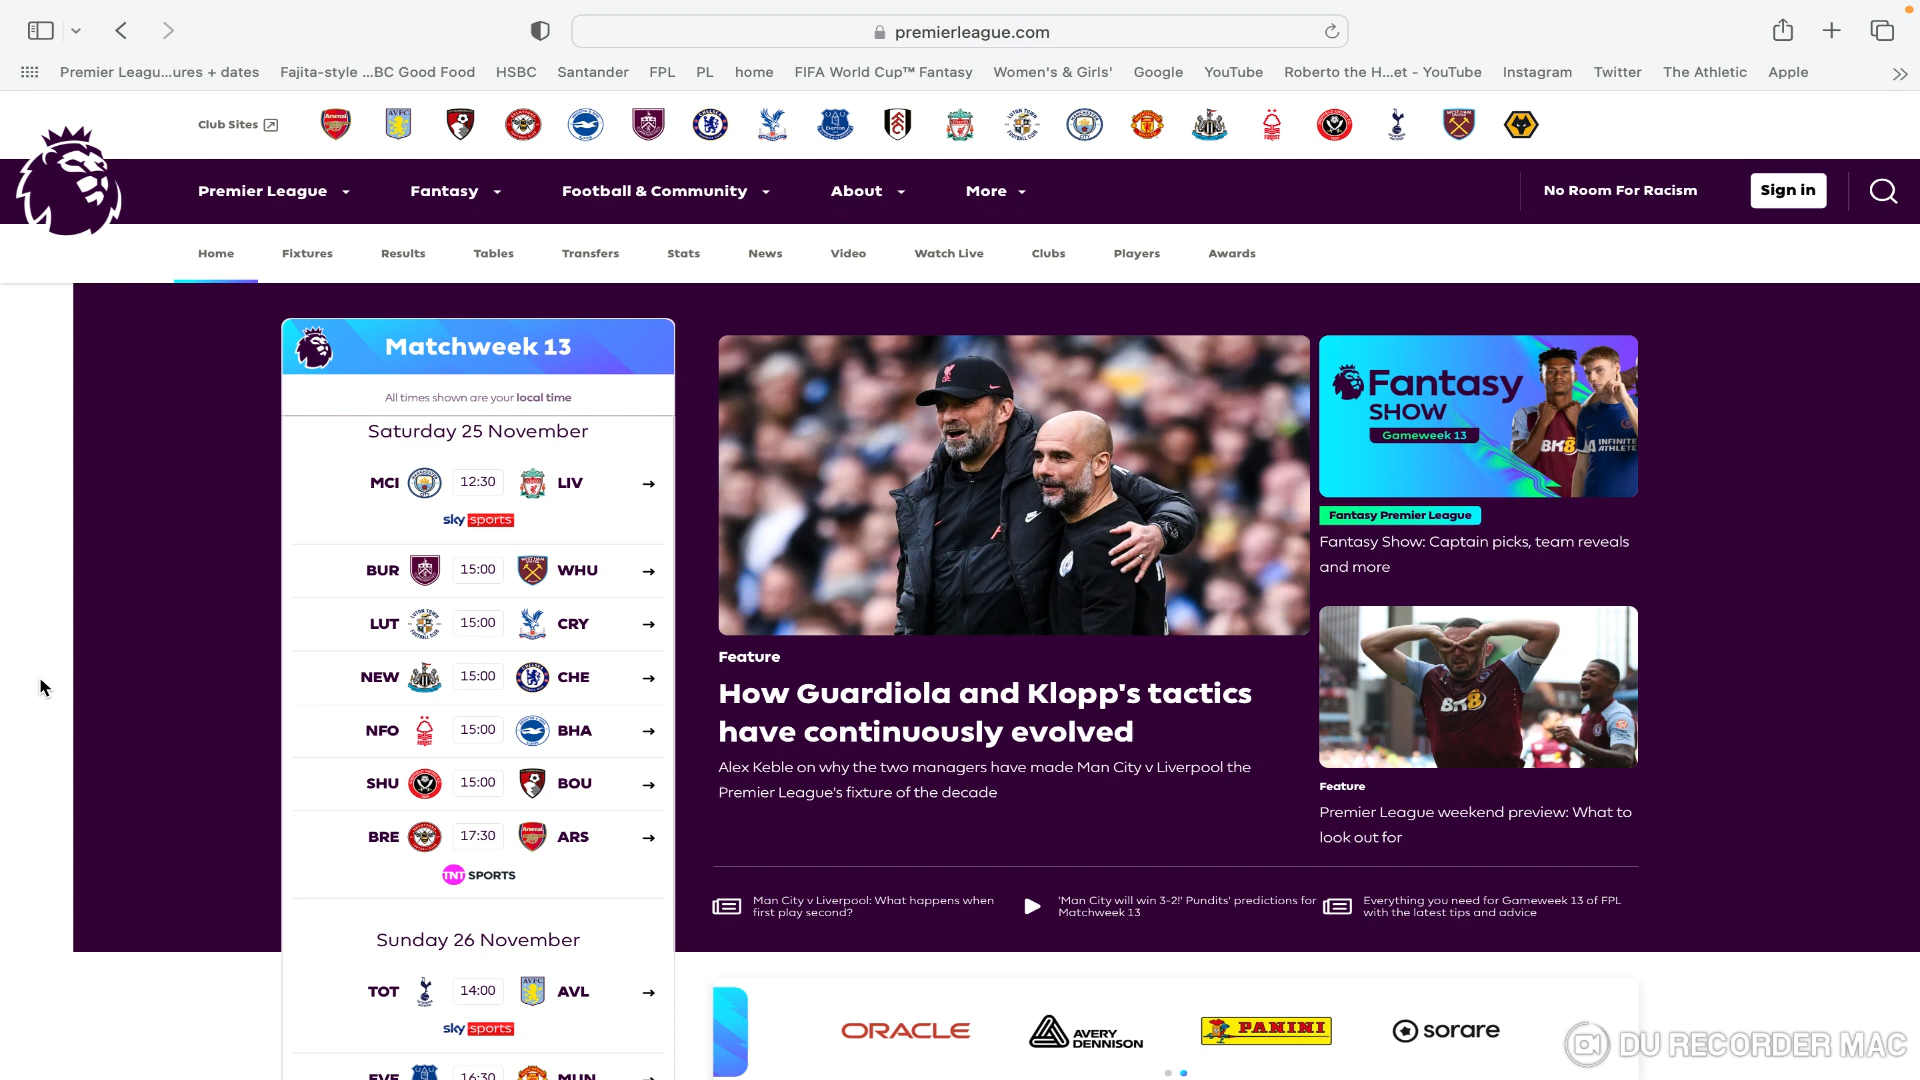 premierleague.com
Premier Leagu...ures + dates Fajita-style ...BC Good Food HSBC Santander FPL PL home FIFA World Cup™ Fantasy Women's & Girls' Google YouTube Roberto the H...et - YouTube Instagram Twitter The Athletic Apple
Club Sites
Premier League Fantasy Football & Community About More No Room For Racism Sign in
Home Fixtures Results Tables Transfers Stats News Video Watch Live Clubs Players Awards
Matchweek 13
All times shown are your local time
Saturday 25 November
MCI 12:30 LIV
sky sports
BUR 15:00 WHU
LUT 15:00 CRY
NEW 15:00 CHE
NFO 15:00 BHA
SHU 15:00 BOU
BRE 17:30 ARS
TNT SPORTS
Sunday 26 November
TOT 14:00 AVL
sky sports
EVE 16:30 MUN
Feature
How Guardiola and Klopp's tactics
have continuously evolved
Alex Keble on why the two managers have made Man City v Liverpool the
Premier League's fixture of the decade
Fantasy
SHOW
Gameweek 13
BK8
INFINITE
ATHLETE
Fantasy Premier League
Fantasy Show: Captain picks, team reveals
and more
BK8
Feature
Premier League weekend preview: What to
look out for
Man City v Liverpool: What happens when
first play second?
'Man City will win 3-2!' Pundits' predictions for
Matchweek 13
Everything you need for Gameweek 13 of FPL
with the latest tips and advice
ORACLE
AVERY
DENNISON
PANINI
sorare
DU RECORDER MAC